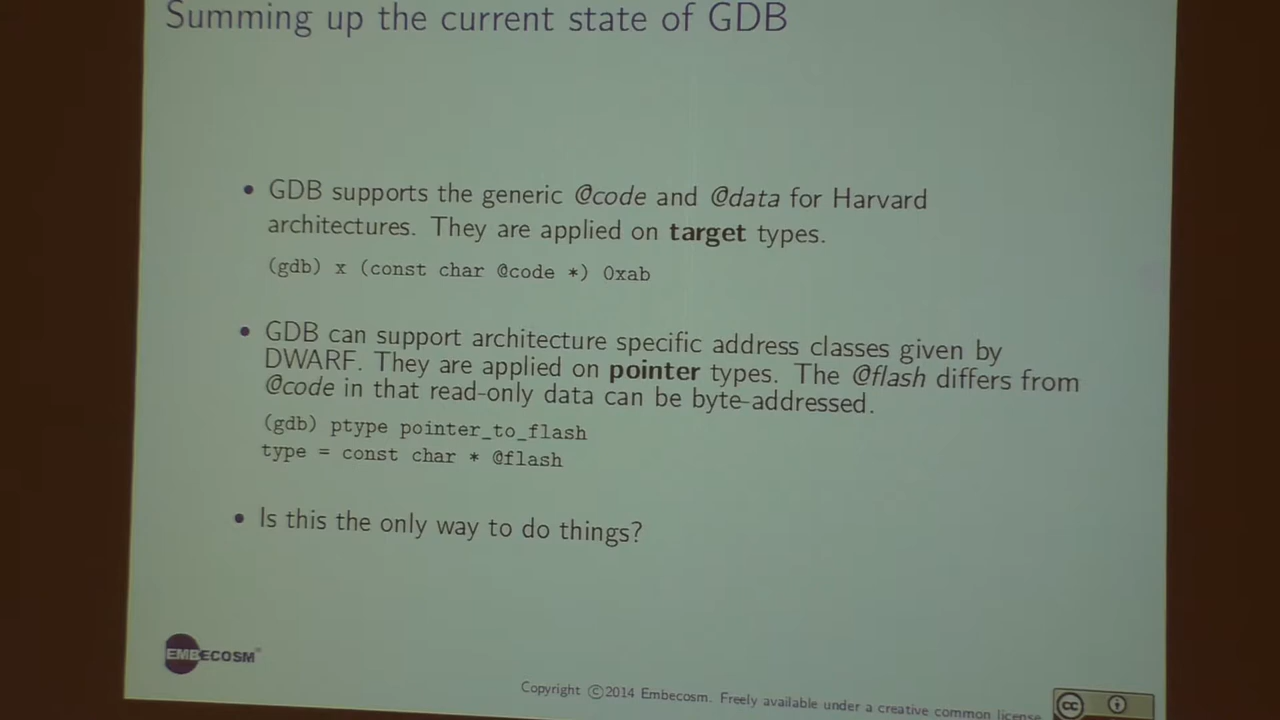 Summing up the current state of GDB
• GDB supports the generic @code and @data for Harvard
architectures. They are applied on target types.
(gdb) x (const char @code *) 0xab
• GDB can support architecture specific address classes given by
DWARF. They are applied on pointer types. The @flash differs from
@code in that read-only data can be byte-addressed.
(gdb) ptype pointer_to_flash
type = const char * @flash
• Is this the only way to do things?
EMBECOSM®
Copyright ©2014 Embecosm. Freely available under a creative common license.
cc